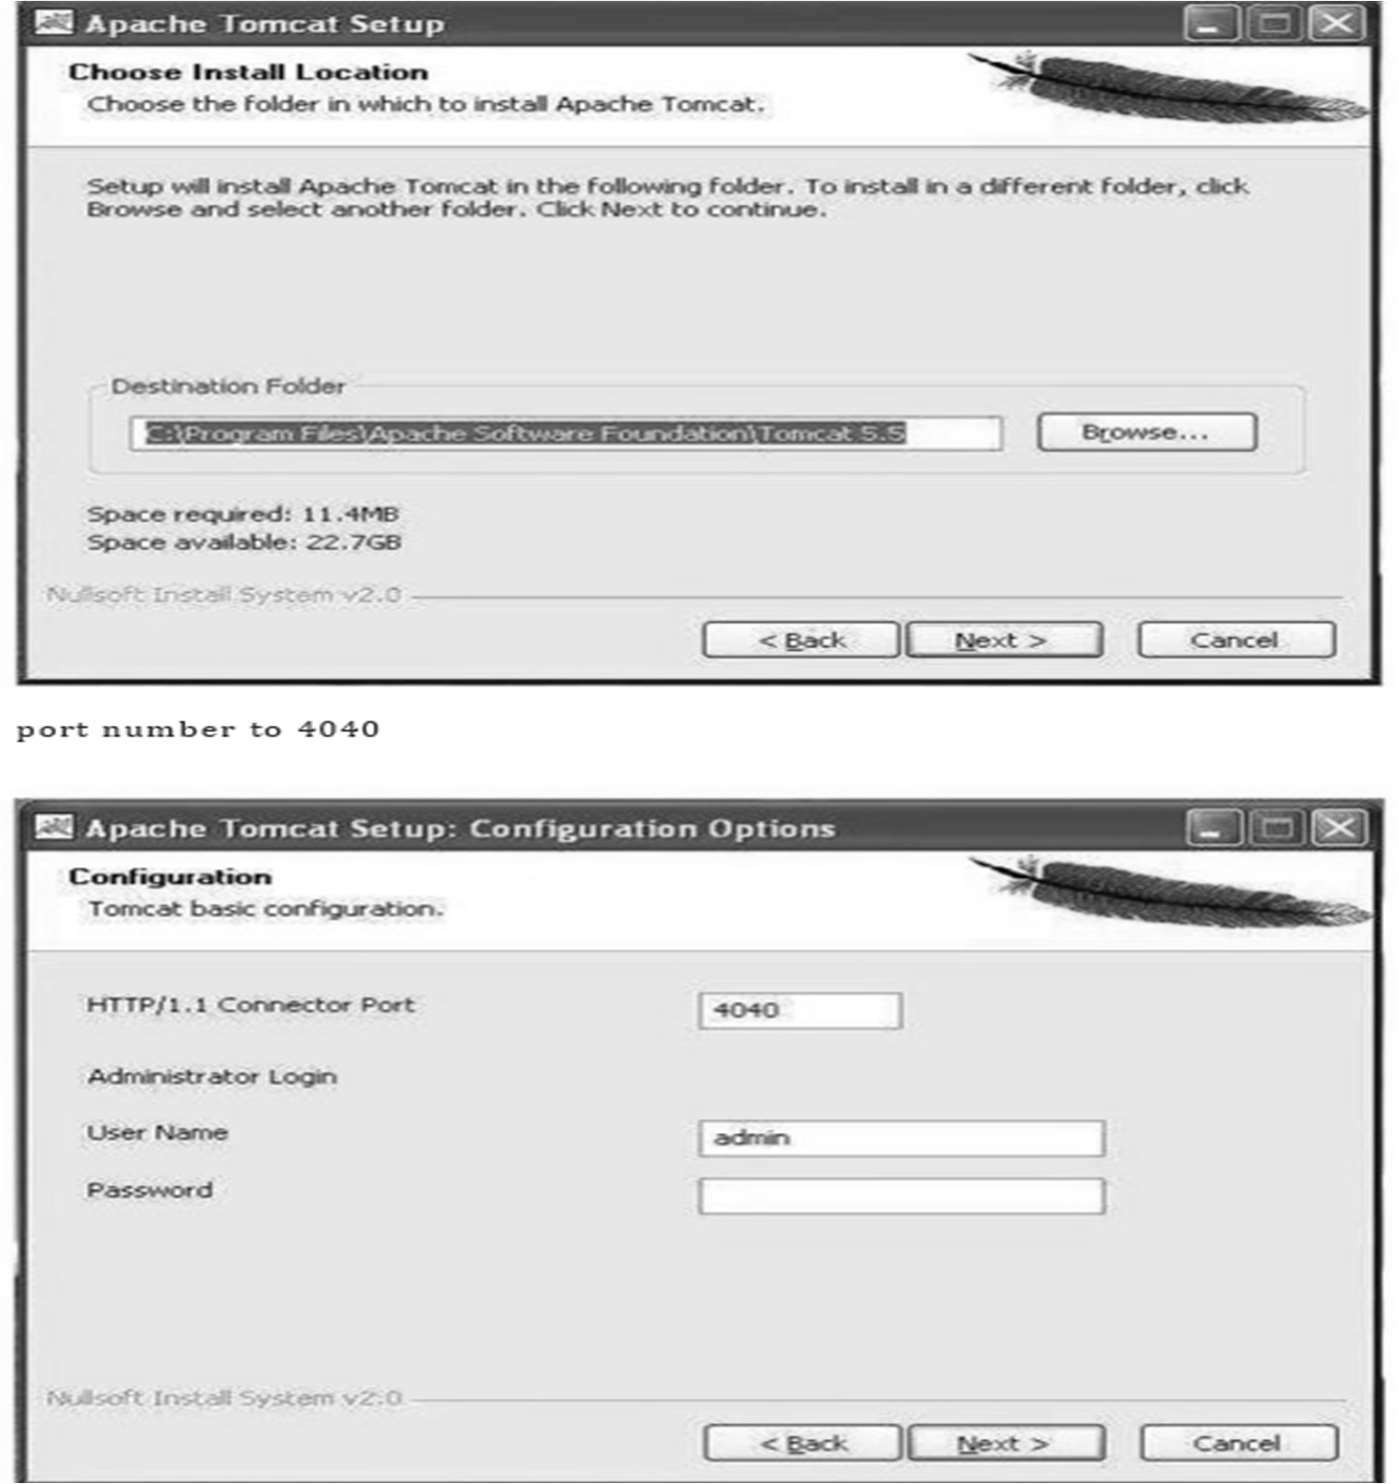 Apache Tomcat Setup
Choose Install Location
Choose the folder in which to install Apache Tomcat.
Setup will install Apache Tomcat in the following folder. To install in a different folder, click
Browse and select another folder. Click Next to continue.
Destination Folder
C:\Program Files\Apache Software Foundation\Tomcat 5.5
Browse...
Space required: 11.4MB
Space available: 22.7GB
Nullsoft Install System v2.0
< Back Next > Cancel
port number to 4040
Apache Tomcat Setup: Configuration Options
Configuration
Tomcat basic configuration.
HTTP/1.1 Connector Port 4040
Administrator Login
User Name admin
Password
Nullsoft Install System v2.0
< Back Next > Cancel